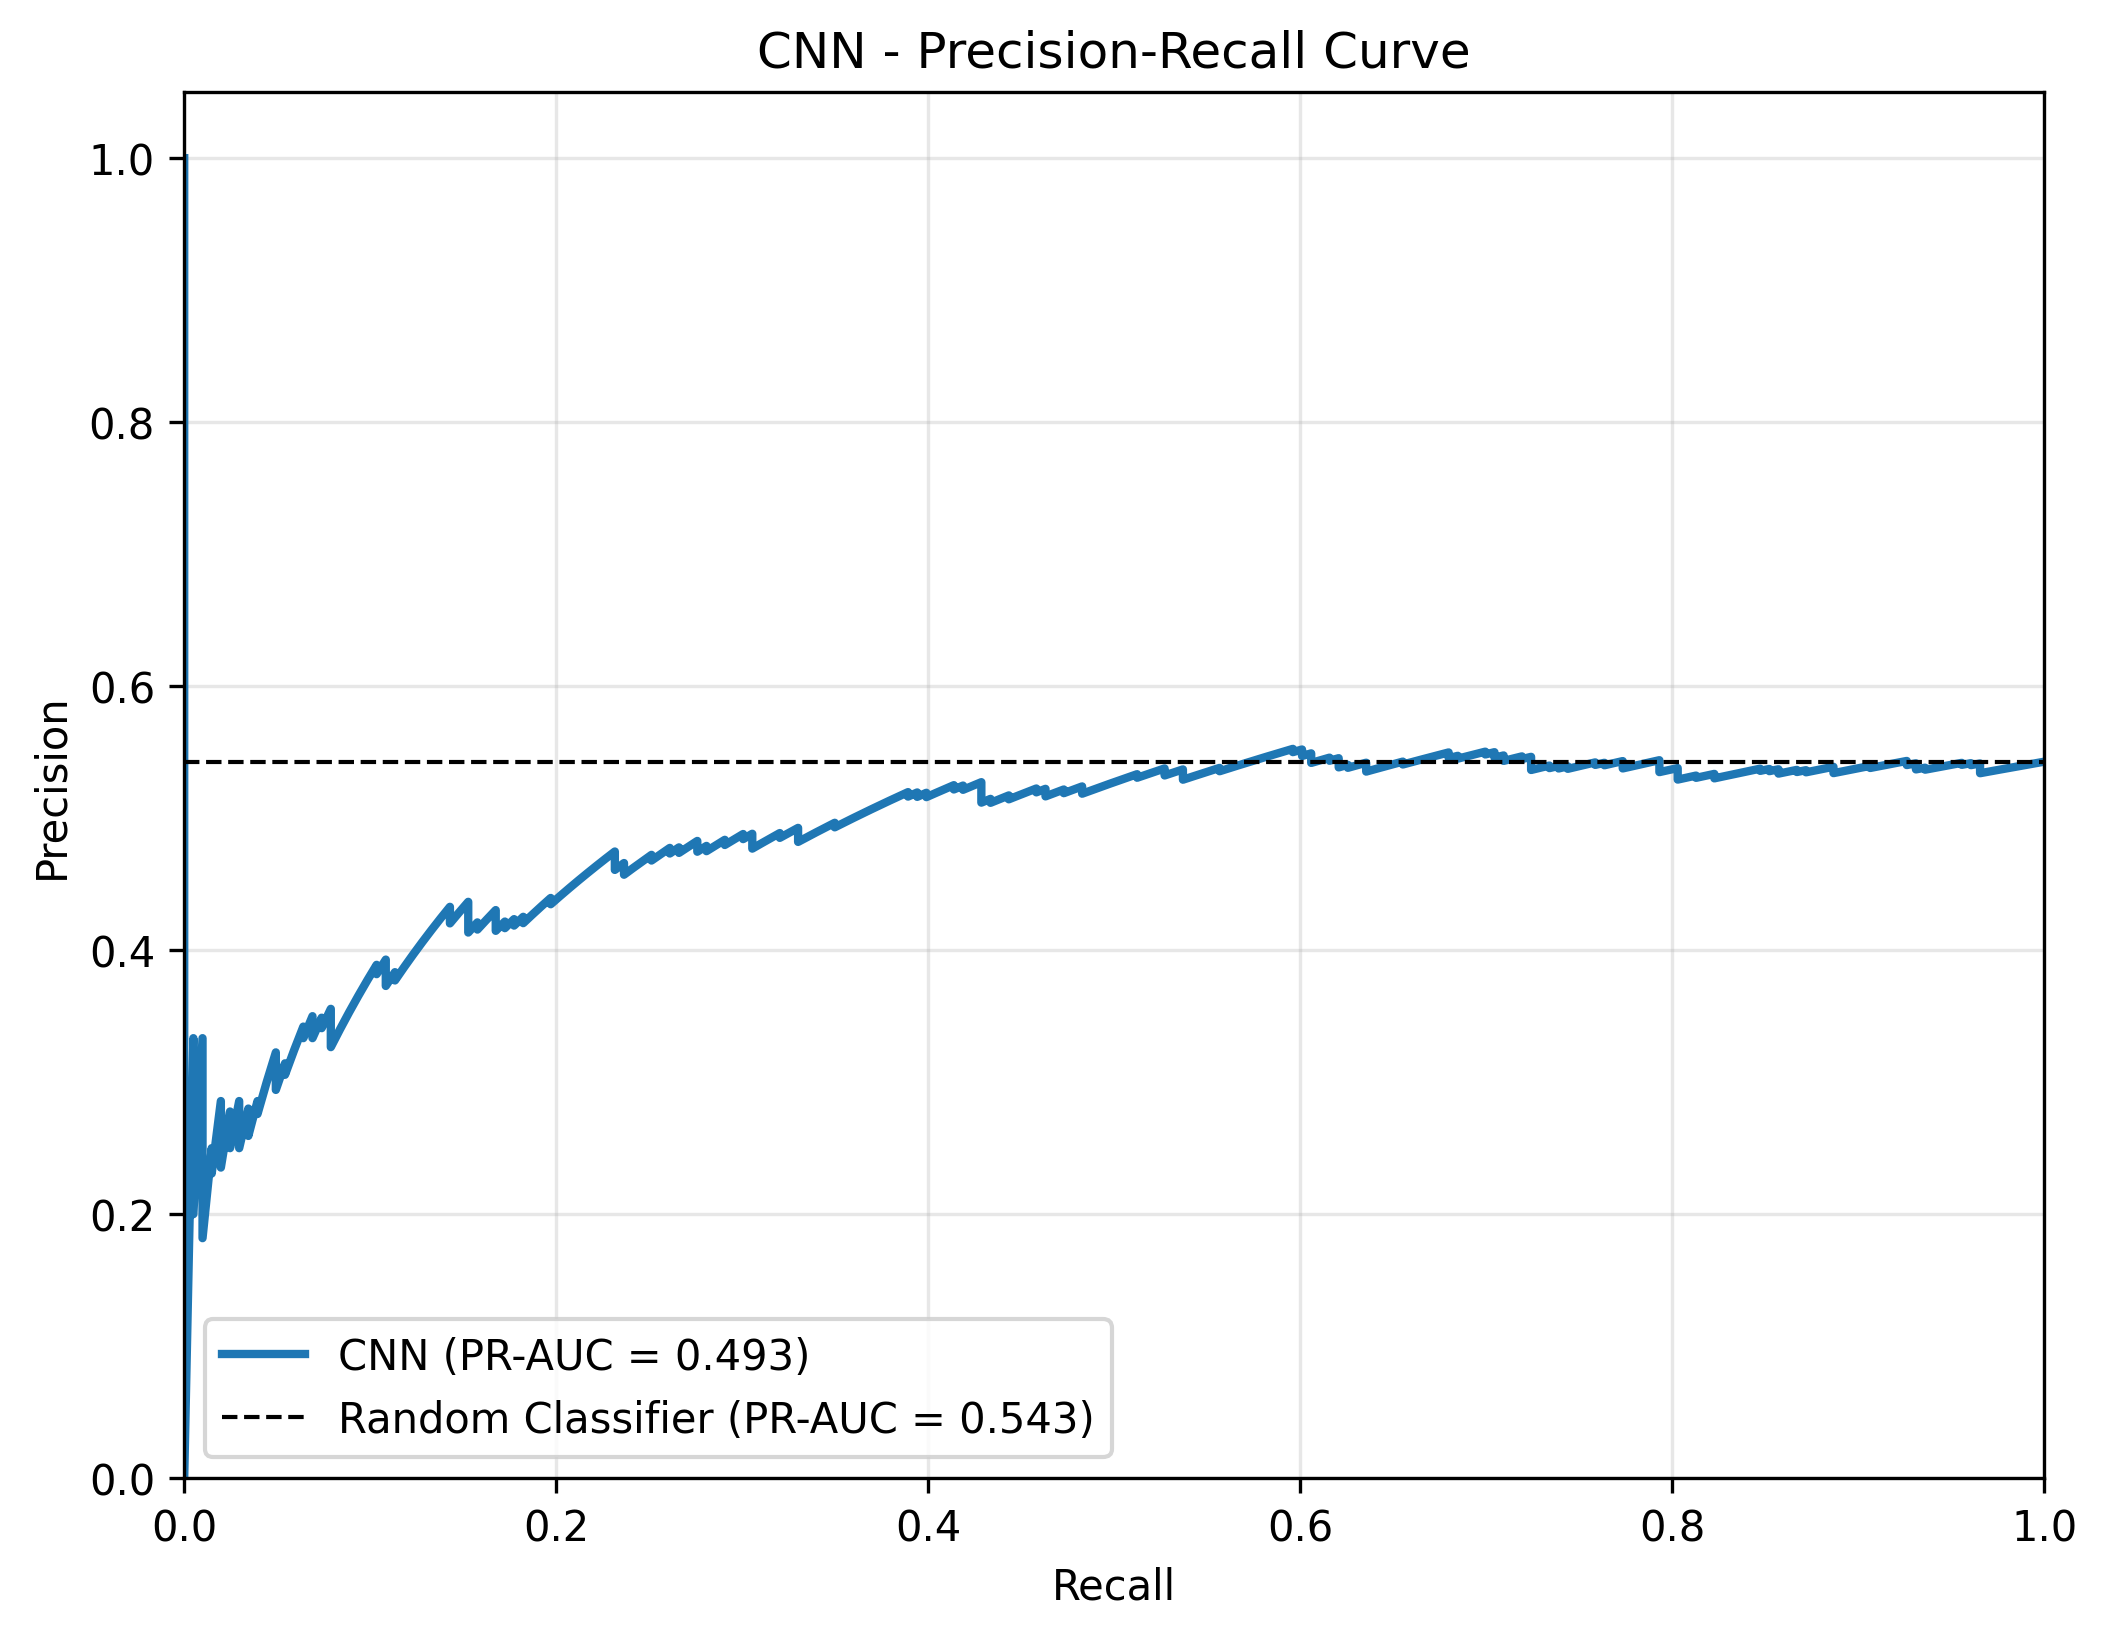 CNN - Precision-Recall Curve
1.0
0.8
0.6
0.4
0.2
0.0
Precision
CNN (PR-AUC = 0.493)
Random Classifier (PR-AUC = 0.543)
0.0 0.2 0.4 0.6 0.8 1.0
Recall